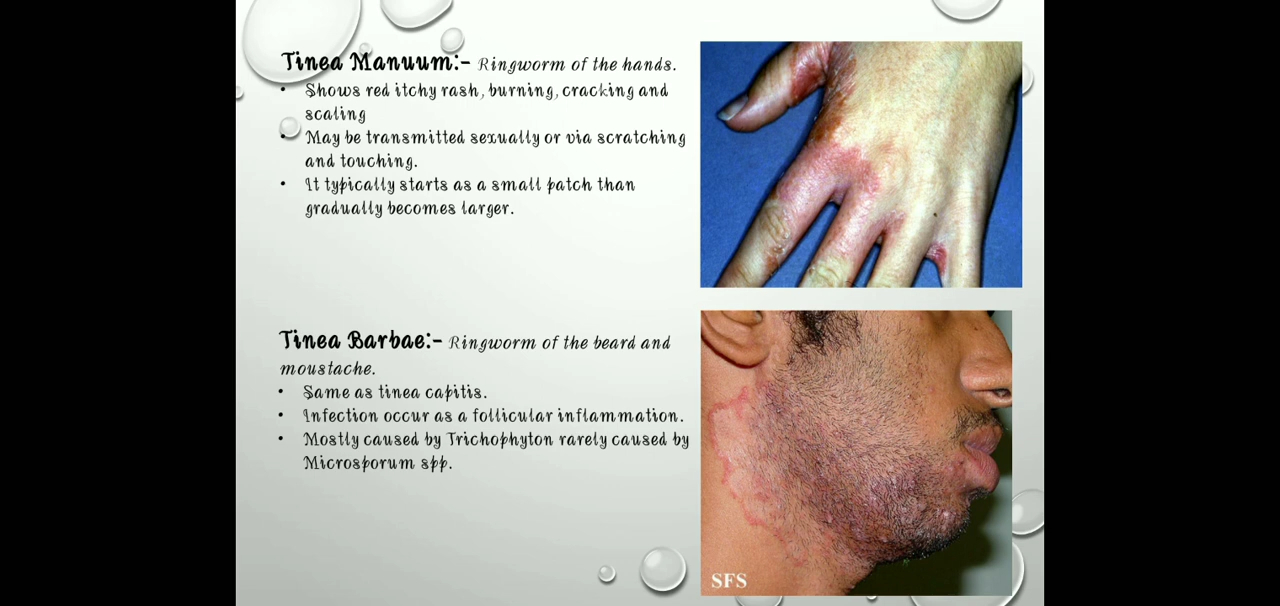 Tinea Manuum:- Ringworm of the hands.
• Shows red itchy rash, burning, cracking and
scaling
• May be transmitted sexually or via scratching
and touching.
• It typically starts as a small patch than
gradually becomes larger.
Tinea Barbae:- Ringworm of the beard and
moustache.
• Same as tinea capitis.
• Infection occur as a follicular inflammation.
• Mostly caused by Trichophyton rarely caused by
Microsporum spp.
SFS